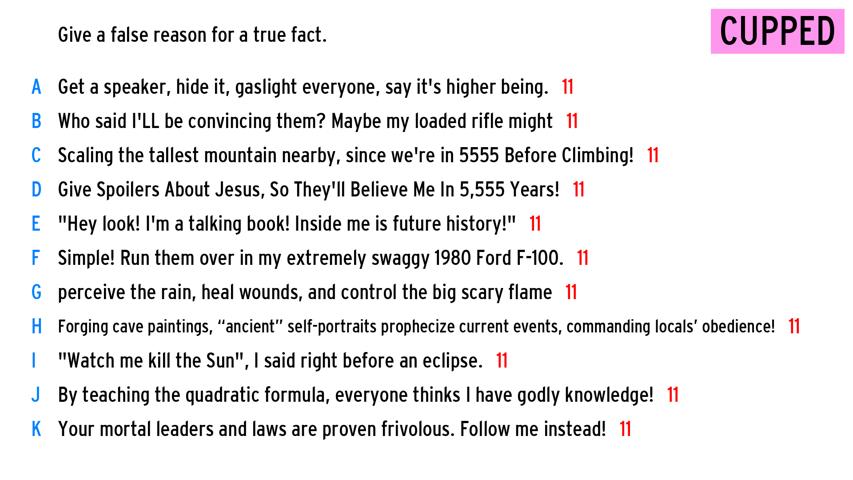 Give a false reason for a true fact.
CUPPED
A Get a speaker, hide it, gaslight everyone, say it's higher being. 11
B Who said I'LL be convincing them? Maybe my loaded rifle might 11
C Scaling the tallest mountain nearby, since we're in 5555 Before Climbing! 11
D Give Spoilers About Jesus, So They'll Believe Me In 5,555 Years! 11
E "Hey look! I'm a talking book! Inside me is future history!" 11
F Simple! Run them over in my extremely swaggy 1980 Ford F-100. 11
G perceive the rain, heal wounds, and control the big scary flame 11
H Forging cave paintings, “ancient” self-portraits prophecize current events, commanding locals’ obedience! 11
I "Watch me kill the Sun", I said right before an eclipse. 11
J By teaching the quadratic formula, everyone thinks I have godly knowledge! 11
K Your mortal leaders and laws are proven frivolous. Follow me instead! 11